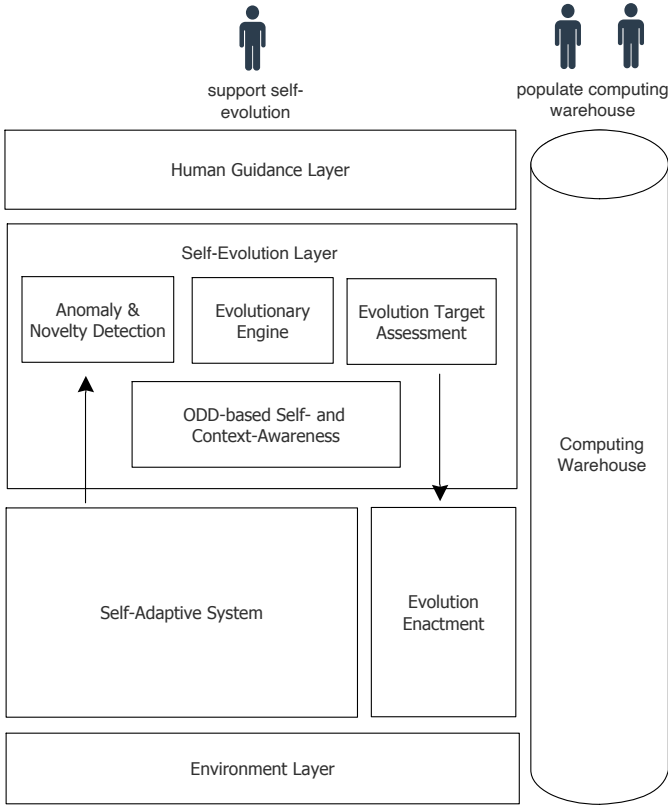 support self-
evolution
populate computing
warehouse
Human Guidance Layer
Self-Evolution Layer
Anomaly &
Novelty Detection
Evolutionary
Engine
Evolution Target
Assessment
ODD-based Self- and
Context-Awareness
Computing
Warehouse
Self-Adaptive System
Evolution
Enactment
Environment Layer